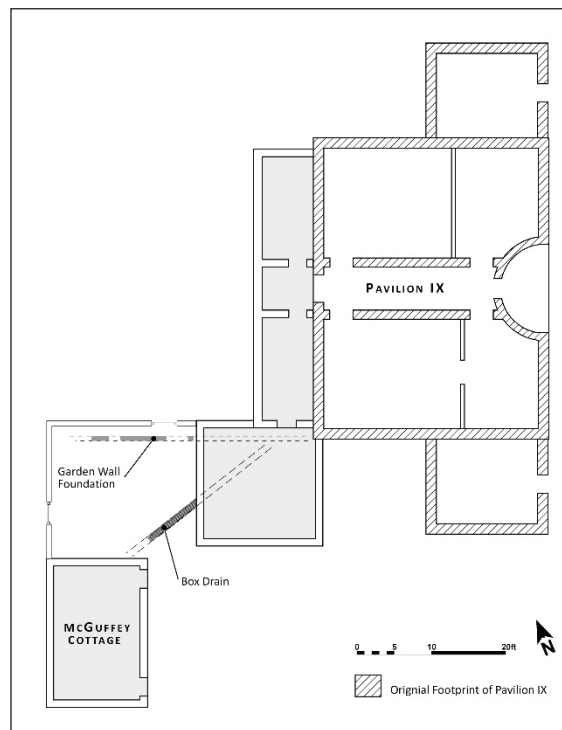 PAVILION IX
Garden Wall
Foundation
Box Drain
MCGUFFEY
COTTAGE
0 5 10 20ft
N
Orignial Footprint of Pavilion IX